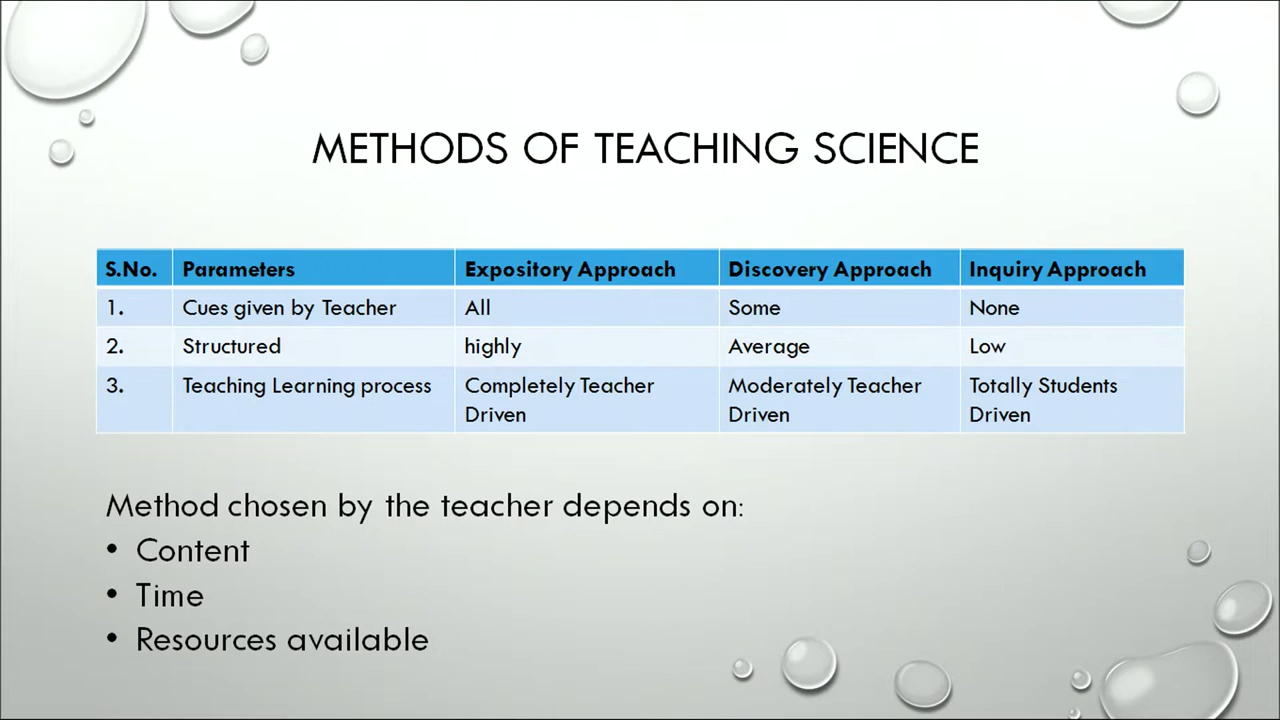 METHODS OF TEACHING SCIENCE
S.No. Parameters Expository Approach Discovery Approach Inquiry Approach
1. Cues given by Teacher All Some None
2. Structured highly Average Low
3. Teaching Learning process Completely Teacher Moderately Teacher Totally Students
Driven Driven Driven
Method chosen by the teacher depends on:
• Content
• Time
• Resources available